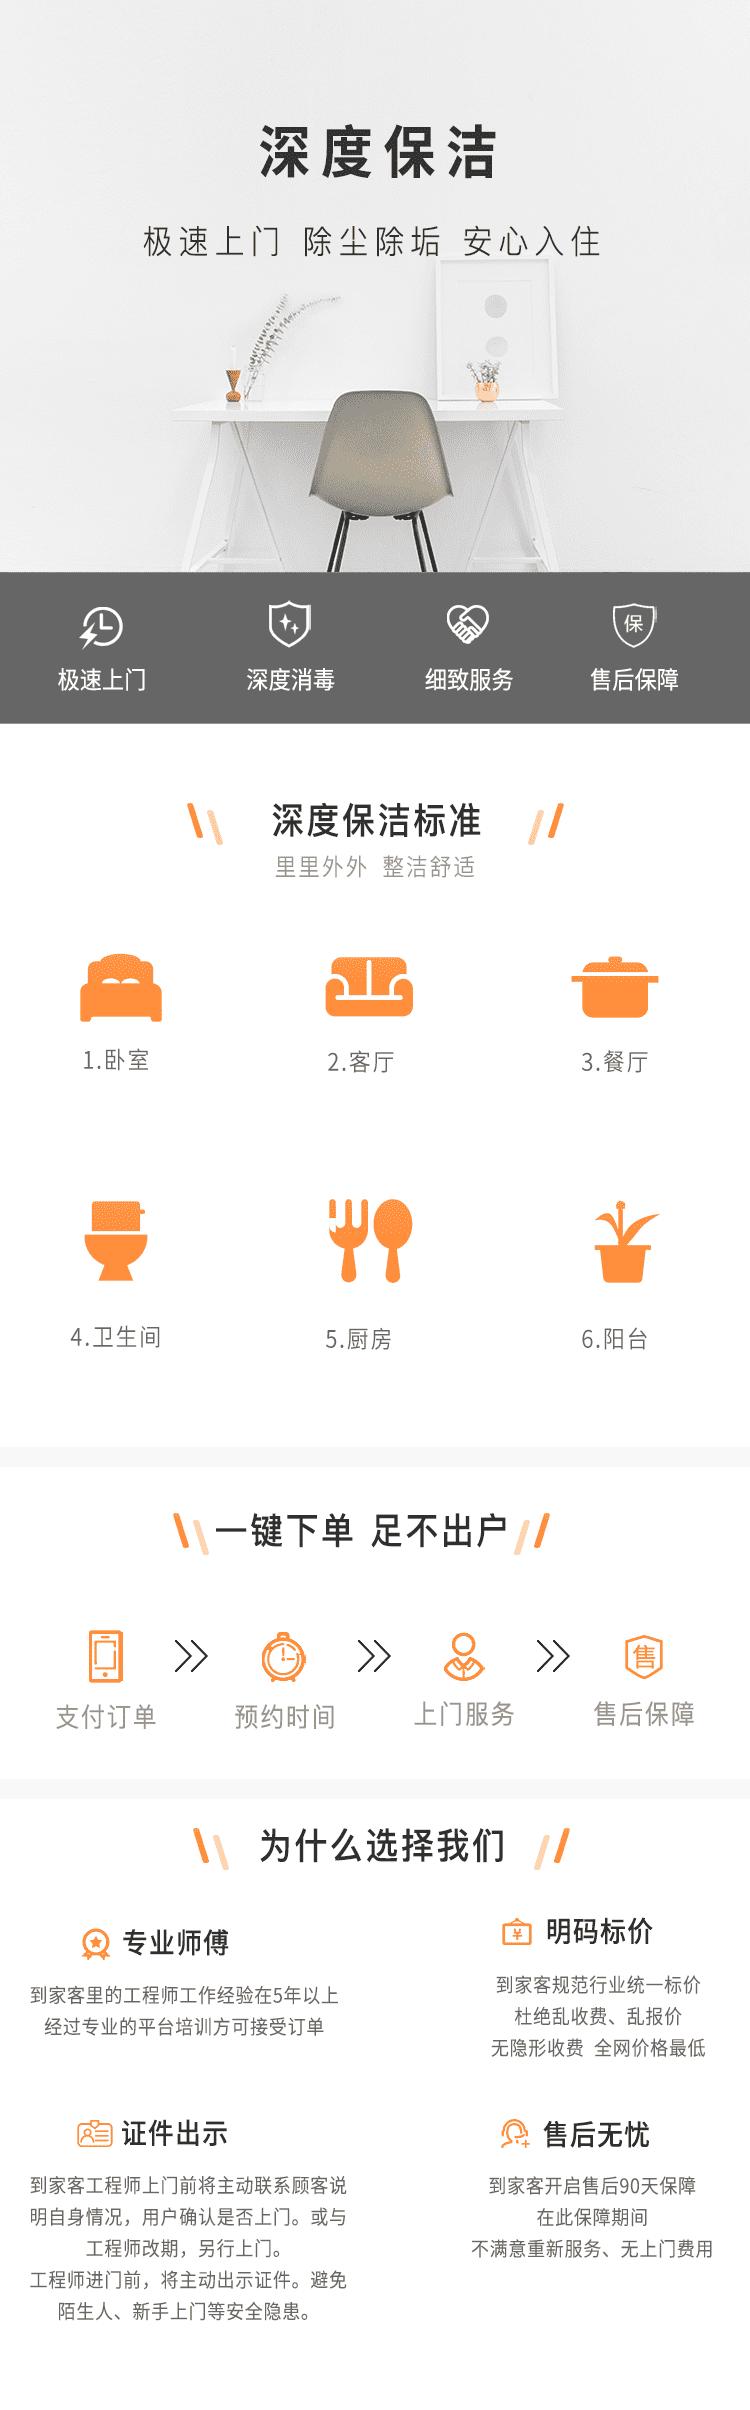 深度保洁
极速上门 除尘除垢 安心入住
极速上门
深度消毒
细致服务
保
售后保障
深度保洁标准
里里外外 整洁舒适
1.卧室
2.客厅
3.餐厅
4.卫生间
5.厨房
6.阳台
一键下单 足不出户
售
支付订单
预约时间
上门服务
售后保障
为什么选择我们
专业师傅
到家客里的工程师工作经验在5年以上
经过专业的平台培训方可接受订单
¥
明码标价
到家客规范行业统一标价
杜绝乱收费、乱报价
无隐形收费 全网价格最低
证件出示
到家客工程师上门前将主动联系顾客说
明自身情况，用户确认是否上门。或与
工程师改期，另行上门。
工程师进门前，将主动出示证件。避免
陌生人、新手上门等安全隐患。
售后无忧
到家客开启售后90天保障
在此保障期间
不满意重新服务、无上门费用